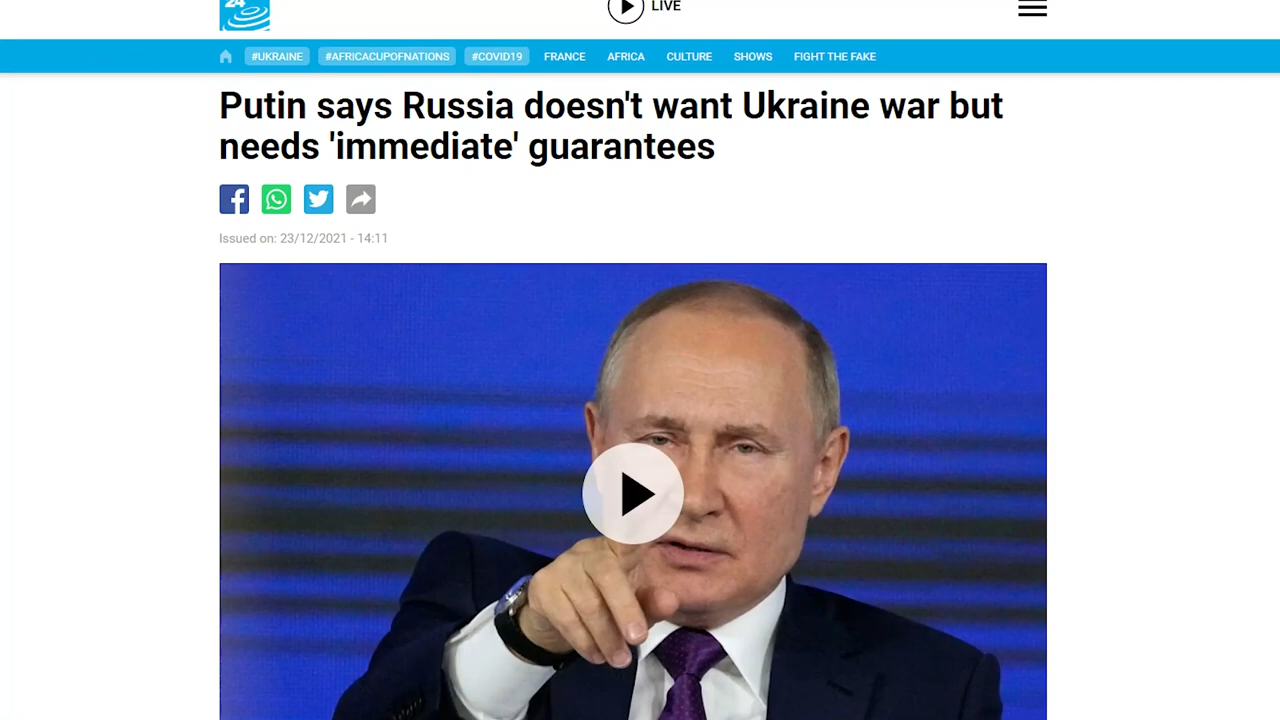 24
LIVE
#UKRAINE #AFRICACUPOFNATIONS #COVID19 FRANCE AFRICA CULTURE SHOWS FIGHT THE FAKE
Putin says Russia doesn't want Ukraine war but
needs 'immediate' guarantees
Issued on: 23/12/2021 - 14:11